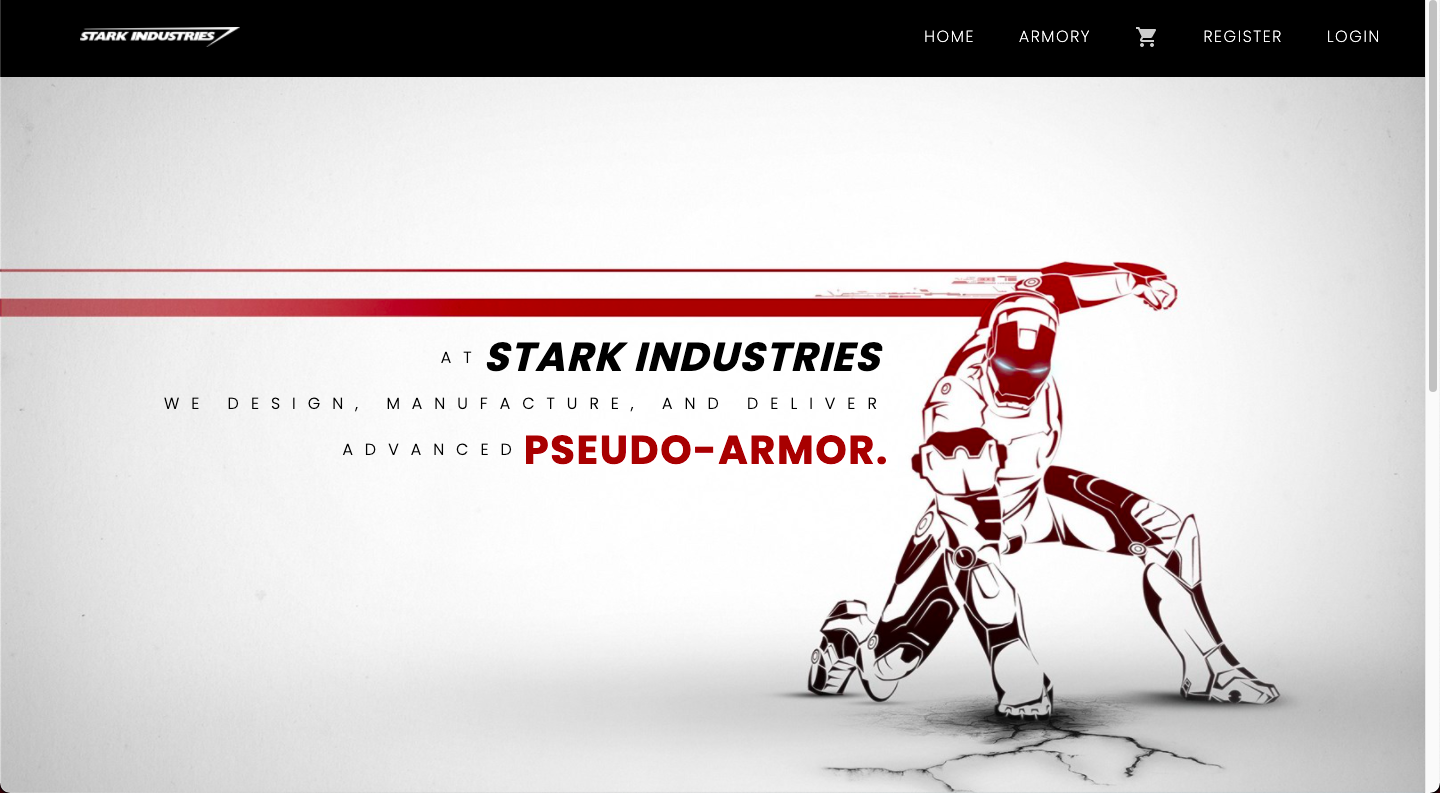 STARK INDUSTRIES
HOME ARMORY REGISTER LOGIN
AT STARK INDUSTRIES
WE DESIGN, MANUFACTURE, AND DELIVER
ADVANCED PSEUDO-ARMOR.